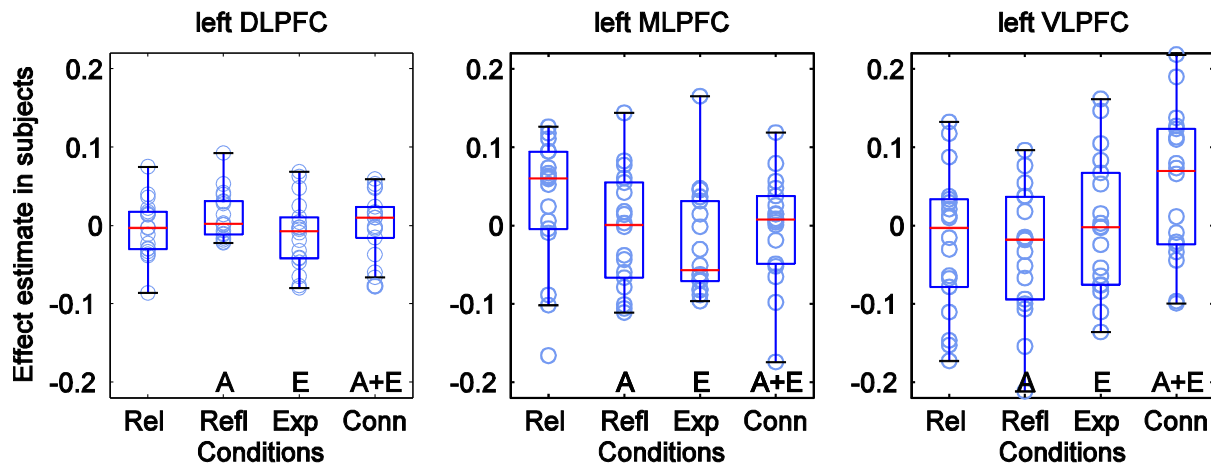 left DLPFC
left MLPFC
left VLPFC
Effect estimate in subjects
0.2
0.1
0
-0.1
-0.2
A
E
A+E
Rel
Refl
Exp
Conn
Conditions
0.2
0.1
0
-0.1
-0.2
A
E
A+E
Rel
Refl
Exp
Conn
Conditions
0.2
0.1
0
-0.1
-0.2
A
E
A+E
Rel
Refl
Exp
Conn
Conditions